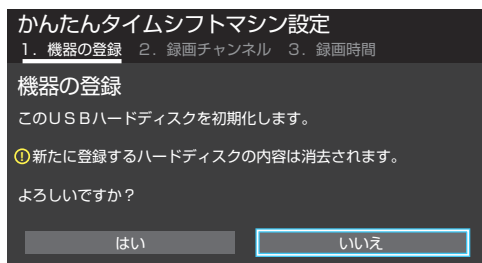 かんたんタイムシフトマシン設定
1．機器の登録 2．録画チャンネル 3．録画時間
機器の登録
このＵＳＢハードディスクを初期化します。
!新たに登録するハードディスクの内容は消去されます。
よろしいですか？
はい いいえ